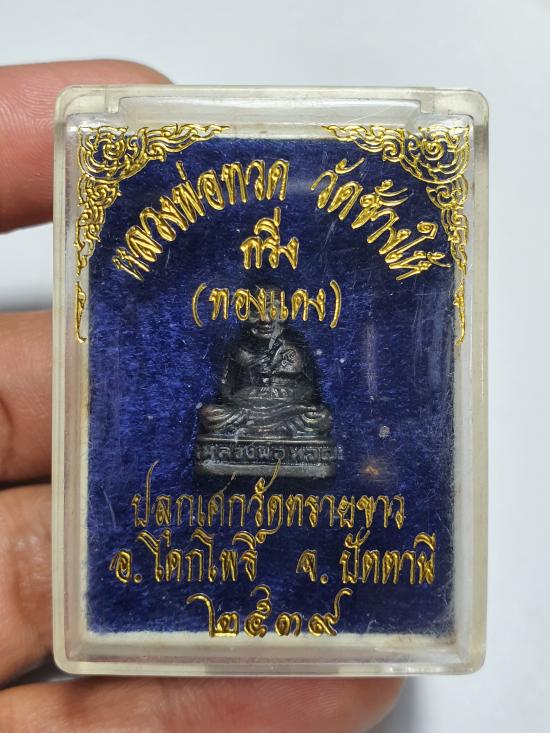 หลวงพ่อทวด วัดช้างให้
กริ่ง
(ทองแดง)
หลวงพ่อทวด
ปลุกเศกวัดทรายขาว
อ.โคกโพธิ์ จ.ปัตตานี
๒๕๓๙